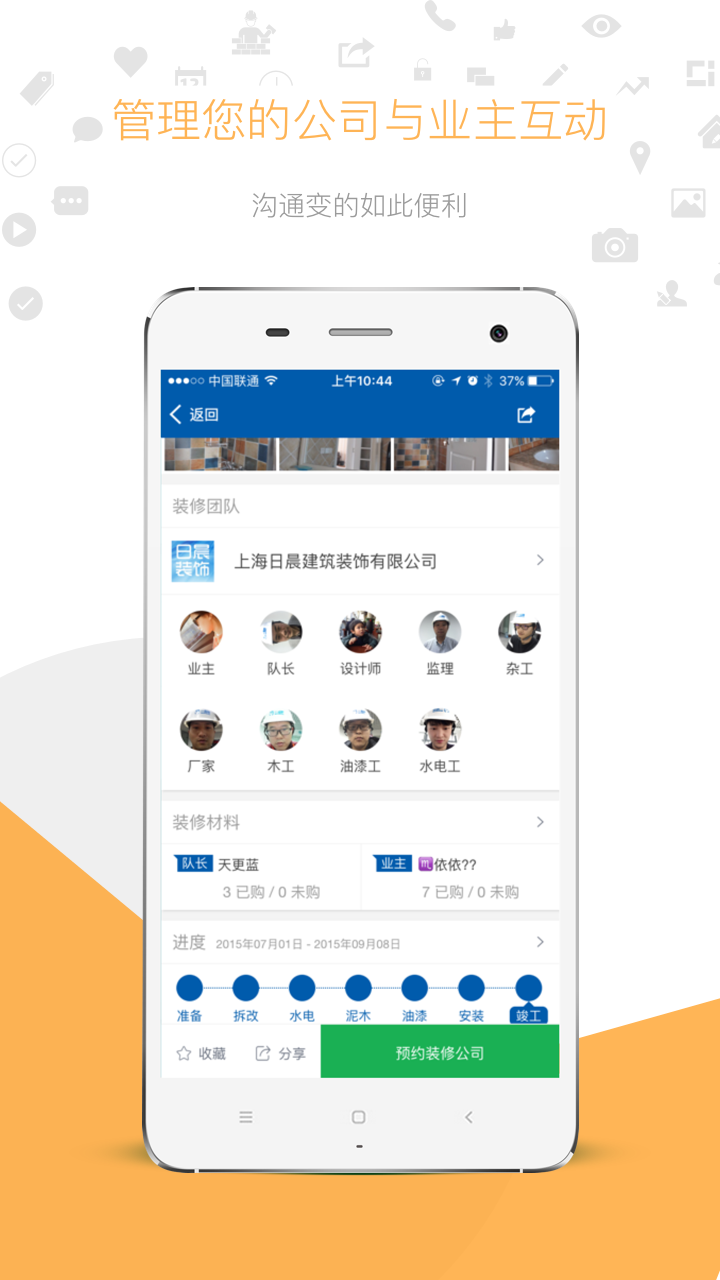 管理您的公司与业主互动
沟通变的如此便利
中国联通 上午10:44 37%
返回
装修团队
日晨
装饰
上海日晨建筑装饰有限公司
业主 队长 设计师 监理 杂工
厂家 木工 油漆工 水电工
装修材料
队长 天更蓝 业主 ♏依依??
3 已购 / 0 未购 7 已购 / 0 未购
进度 2015年07月01日 - 2015年09月08日
准备 拆改 水电 泥木 油漆 安装 竣工
收藏 分享 预约装修公司